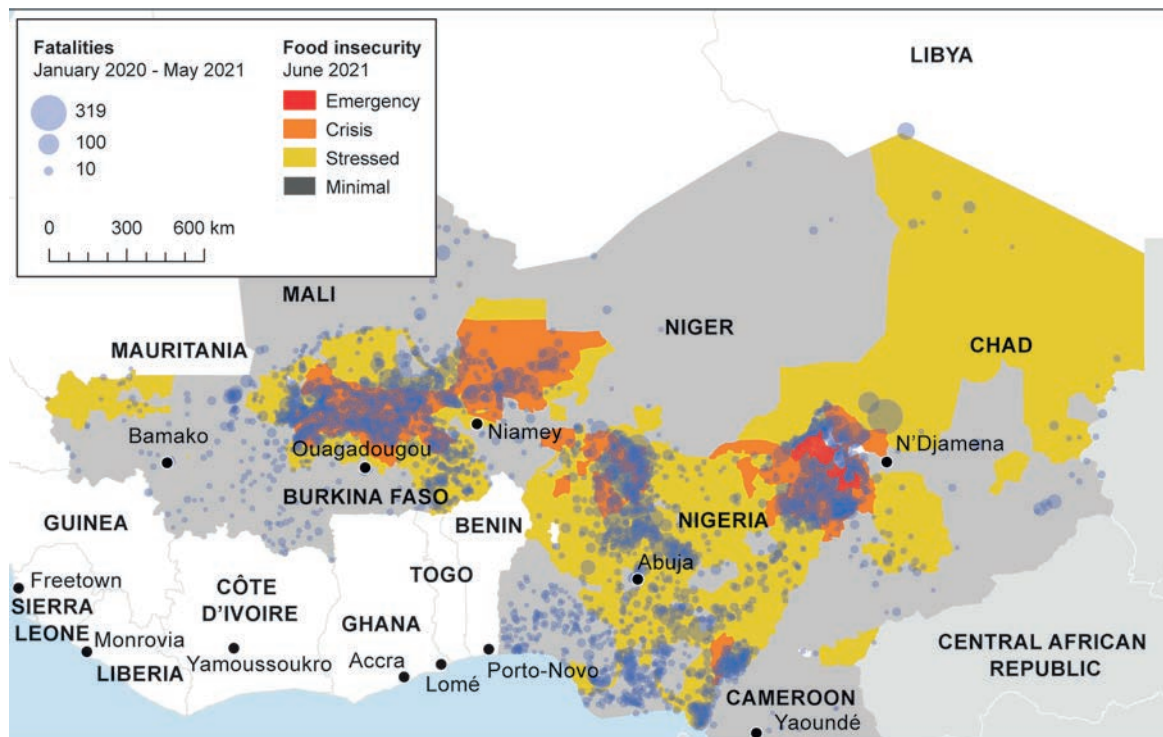 Fatalities
January 2020 - May 2021
319
100
10
0 300 600 km
Food insecurity
June 2021
Emergency
Crisis
Stressed
Minimal
LIBYA
MALI
NIGER
CHAD
MAURITANIA
Bamako
Niamey
Ouagadougou
N'Djamena
BURKINA FASO
GUINEA
BENIN
NIGERIA
Abuja
Freetown
SIERRA
LEONE
CÔTE
D'IVOIRE
TOGO
GHANA
Monrovia
LIBERIA
Yamoussoukro
Accra
Lomé
Porto-Novo
CENTRAL AFRICAN
REPUBLIC
CAMEROON
Yaoundé